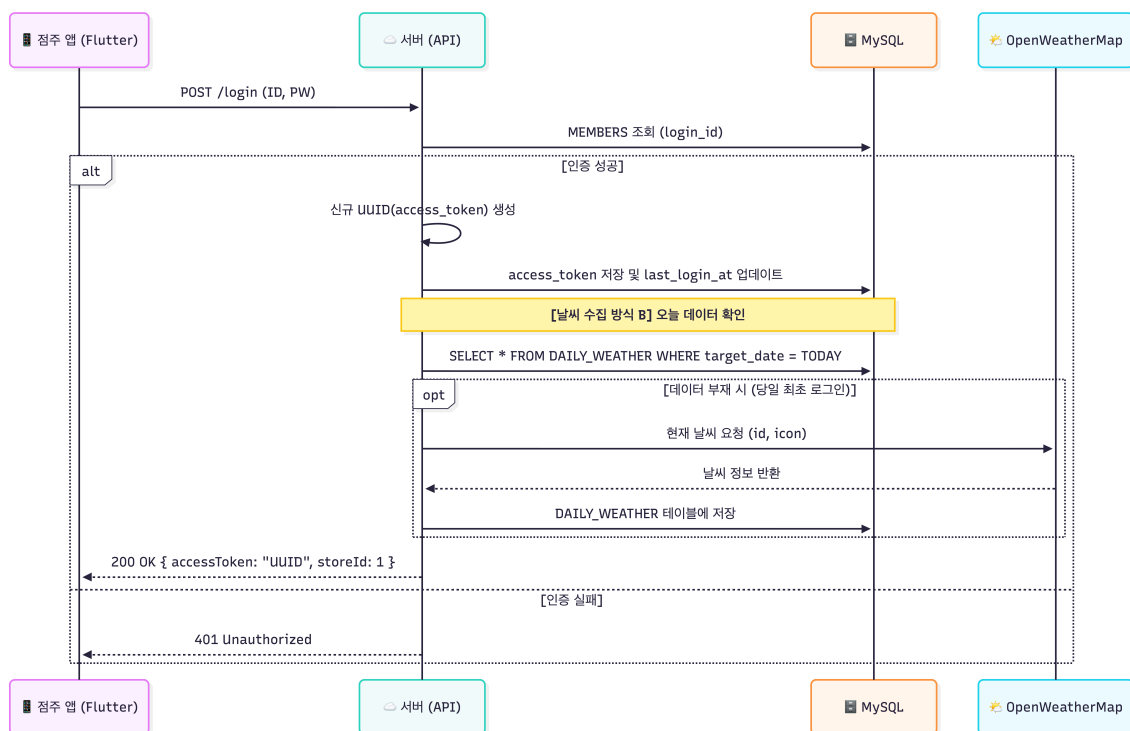 📱 점주 앱 (Flutter)
☁️ 서버 (API)
🗄️ MySQL
🌤️ OpenWeatherMap
POST /login (ID, PW)
MEMBERS 조회 (login_id)
alt
[인증 성공]
신규 UUID(access_token) 생성
access_token 저장 및 last_login_at 업데이트
[날씨 수집 방식 B] 오늘 데이터 확인
SELECT * FROM DAILY_WEATHER WHERE target_date = TODAY
opt
[데이터 부재 시 (당일 최초 로그인)]
현재 날씨 요청 (id, icon)
날씨 정보 반환
DAILY_WEATHER 테이블에 저장
200 OK { accessToken: "UUID", storeId: 1 }
[인증 실패]
401 Unauthorized
📱 점주 앱 (Flutter)
☁️ 서버 (API)
🗄️ MySQL
🌤️ OpenWeatherMap